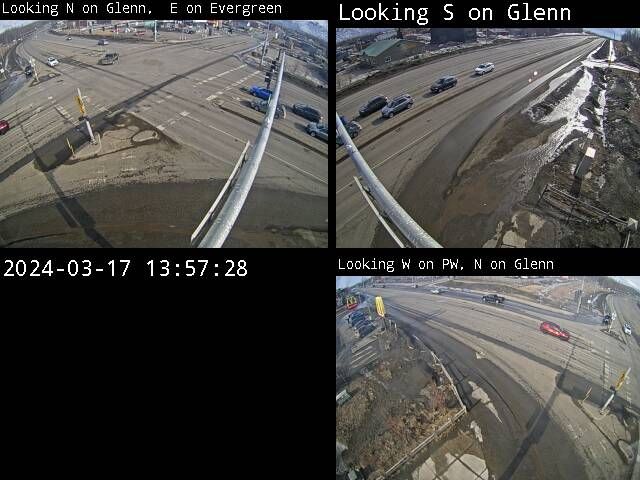 Looking N on Glenn, E on Evergreen
Looking S on Glenn
2024-03-17 13:57:28
Looking W on PW, N on Glenn